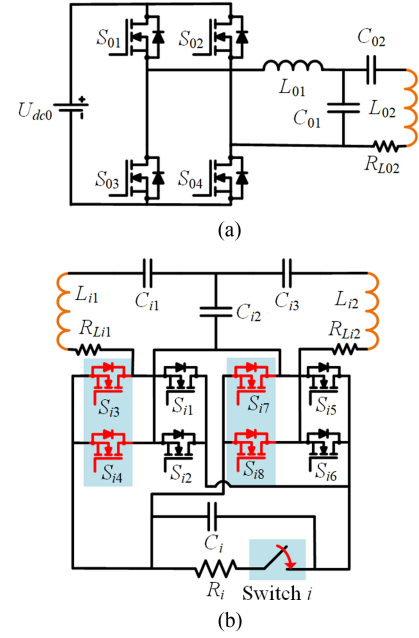 S01 S02
C02
L01
Udc0
C01 L02
S03 S04
RL02
(a)
Li1 Ci1 Ci2 Ci3 Li2
RLi1 RLi2
Si3 Si1 Si7 Si5
Si4 Si2 Si8 Si6
Ci
Ri Switch i
(b)